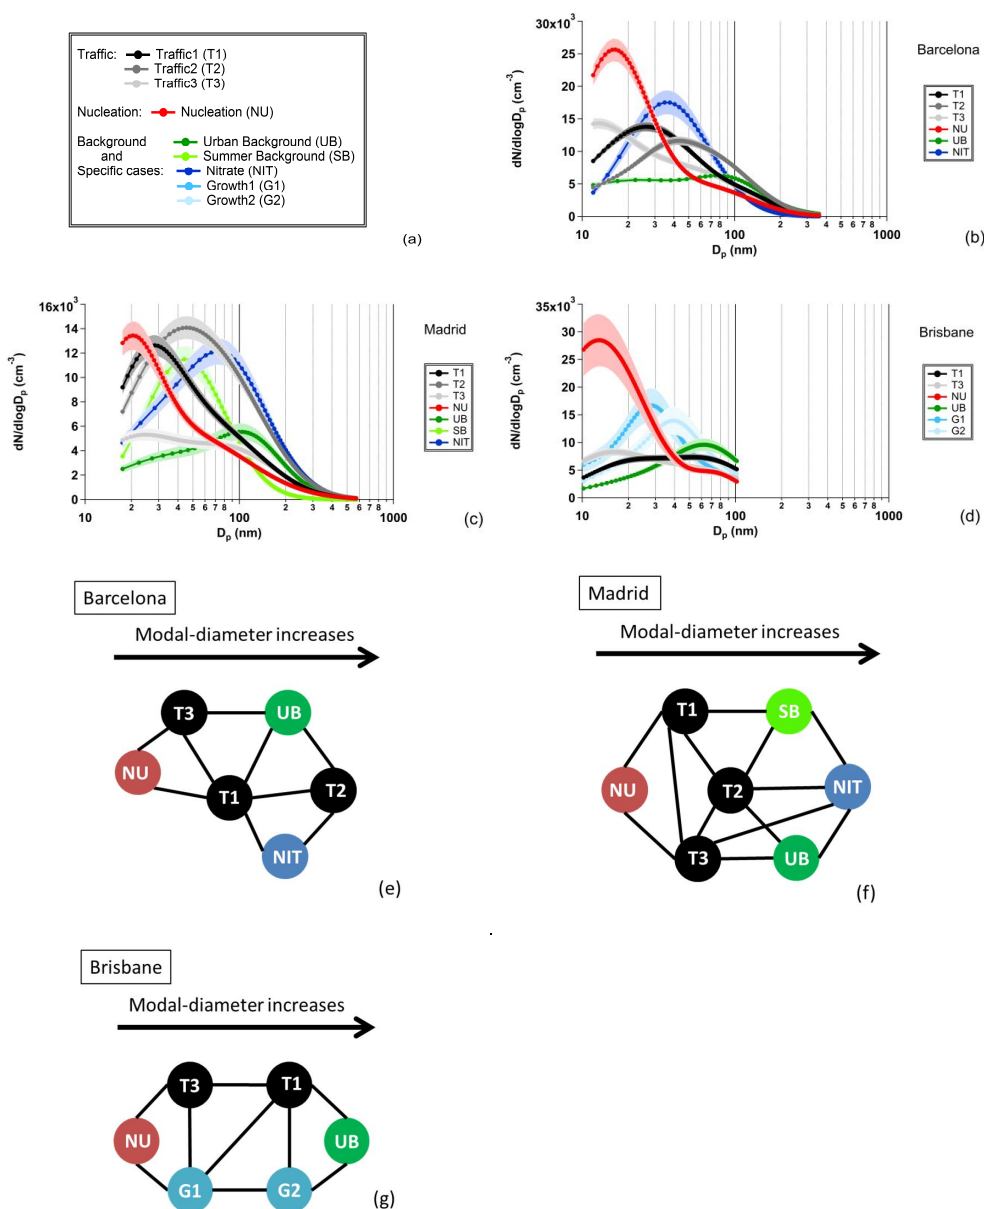 Traffic: Traffic1 (T1)
Traffic2 (T2)
Traffic3 (T3)
Nucleation: Nucleation (NU)
Background and Specific cases: Urban Background (UB)
Summer Background (SB)
Nitrate (NIT)
Growth1 (G1)
Growth2 (G2)
(a)
30x10³
25
20
15
10
5
0
dN/dlogDp (cm⁻³)
10 2 3 4 5 6 7 8 100 2 3 4 5 6 7 8 1000
Dp (nm)
Barcelona
T1
T2
T3
NU
UB
NIT
(b)
16x10³
14
12
10
8
6
4
2
0
dN/dlogDp (cm⁻³)
10 2 3 4 5 6 7 8 100 2 3 4 5 6 7 8 1000
Dp (nm)
Madrid
T1
T2
T3
NU
UB
SB
NIT
(c)
35x10³
30
25
20
15
10
5
0
dN/dlogDp (cm⁻³)
10 2 3 4 5 6 7 8 100 2 3 4 5 6 7 8 1000
Dp (nm)
Brisbane
T1
T3
NU
UB
G1
G2
(d)
Barcelona
Modal-diameter increases
T3 UB
NU
T1 T2
NIT
(e)
Madrid
Modal-diameter increases
T1 SB
NU T2 NIT
T3 UB
(f)
.
Brisbane
Modal-diameter increases
T3 T1
NU UB
G1 G2
(g)